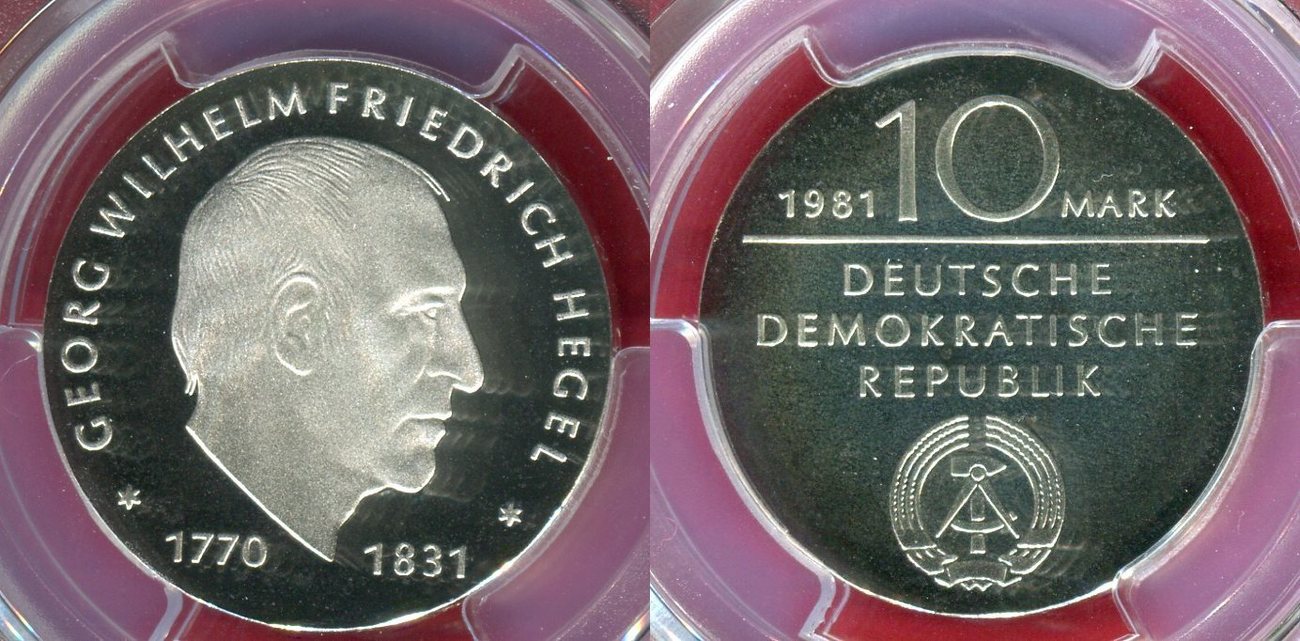 GEORG WILHELM FRIEDRICH HEGEL
1770 1831
1981 10 MARK
DEUTSCHE
DEMOKRATISCHE
REPUBLIK